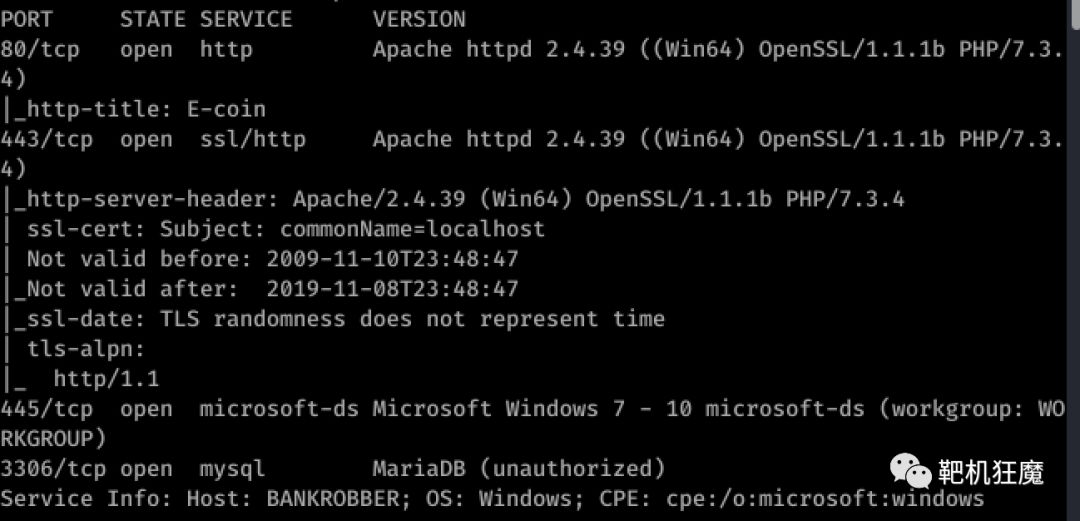 PORT     STATE SERVICE      VERSION
80/tcp   open  http         Apache httpd 2.4.39 ((Win64) OpenSSL/1.1.1b PHP/7.3.
4)
|_http-title: E-coin
443/tcp  open  ssl/http     Apache httpd 2.4.39 ((Win64) OpenSSL/1.1.1b PHP/7.3.
4)
|_http-server-header: Apache/2.4.39 (Win64) OpenSSL/1.1.1b PHP/7.3.4
| ssl-cert: Subject: commonName=localhost
| Not valid before: 2009-11-10T23:48:47
|_Not valid after:  2019-11-08T23:48:47
|_ssl-date: TLS randomness does not represent time
| tls-alpn:
|_  http/1.1
445/tcp  open  microsoft-ds Microsoft Windows 7 - 10 microsoft-ds (workgroup: WO
RKGROUP)
3306/tcp open  mysql        MariaDB (unauthorized)
Service Info: Host: BANKROBBER; OS: Windows; CPE: cpe:/o:microsoft:windows
靶机狂魔